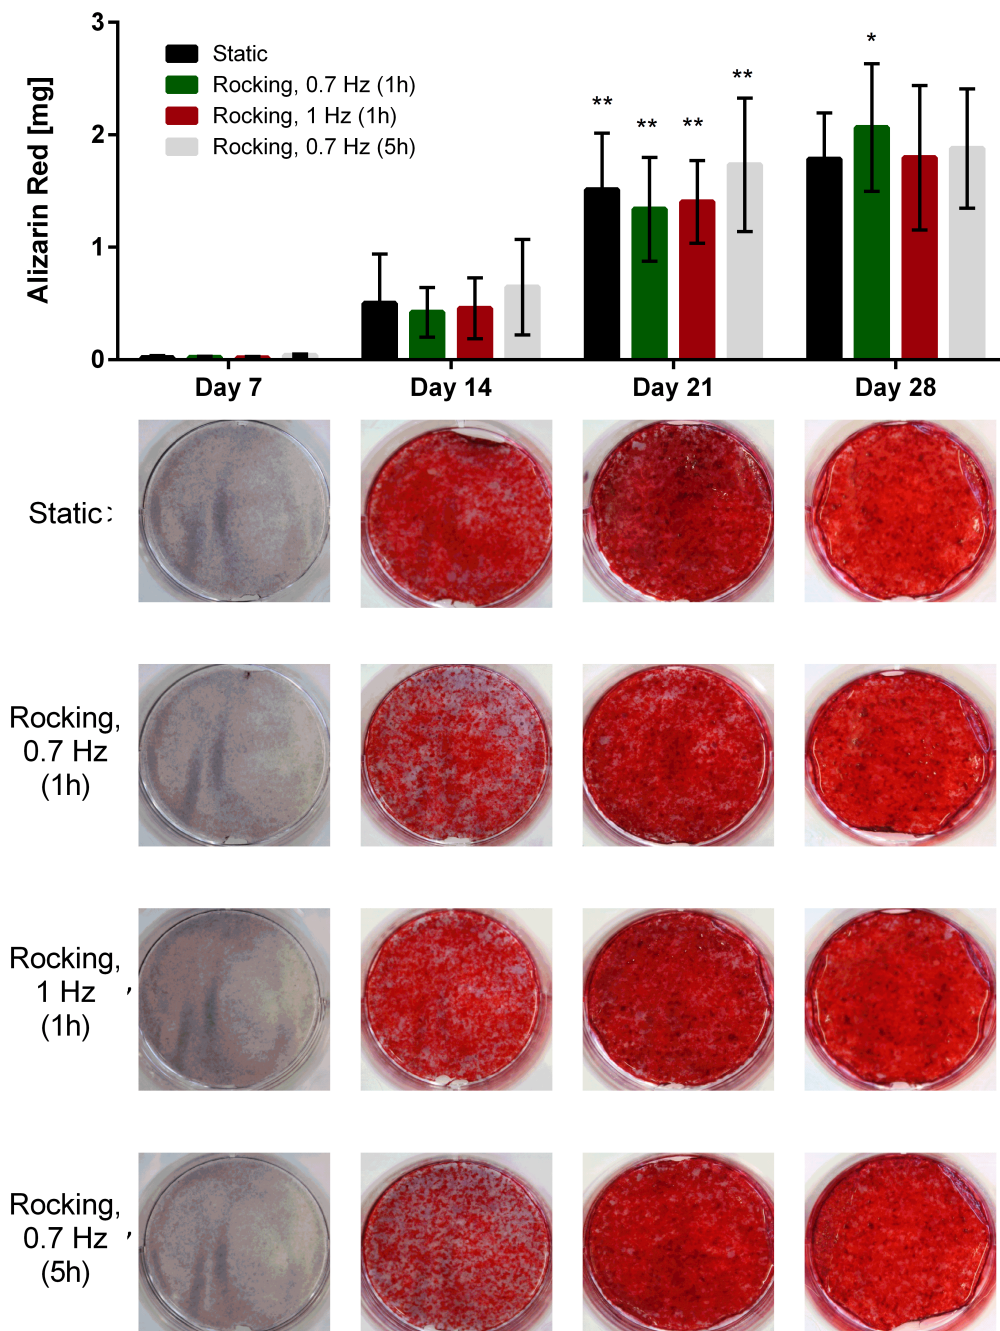 3
2
1
0
Alizarin Red [mg]
Static
Rocking, 0.7 Hz (1h)
Rocking, 1 Hz (1h)
Rocking, 0.7 Hz (5h)
**
**
**
**
*
Day 7
Day 14
Day 21
Day 28
Static:
Rocking,
0.7 Hz
(1h)
Rocking,
1 Hz
(1h)
Rocking,
0.7 Hz
(5h)